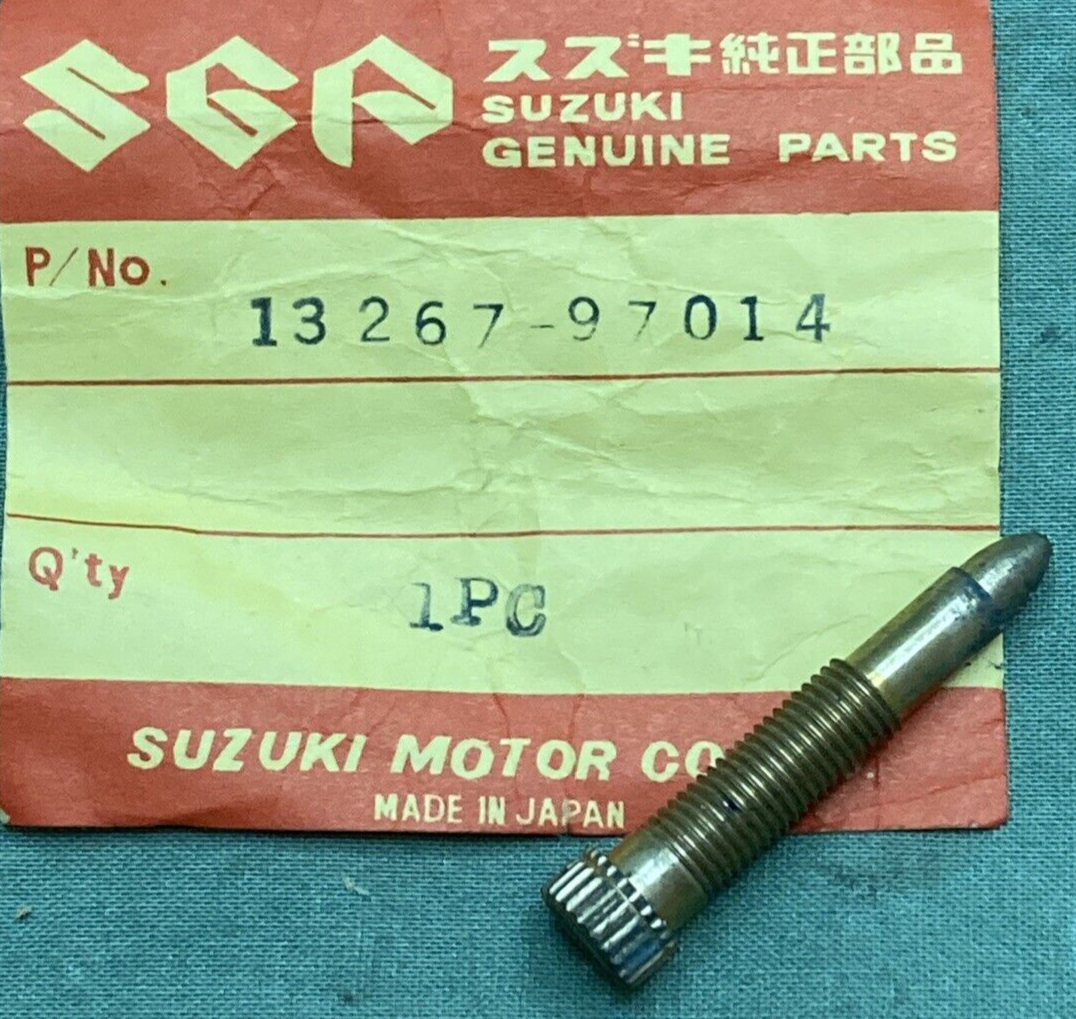 SGP
スズキ純正部品
SUZUKI
GENUINE PARTS
P/No.
13267-97014
Q'ty
1PC
SUZUKI MOTOR CO
MADE IN JAPAN